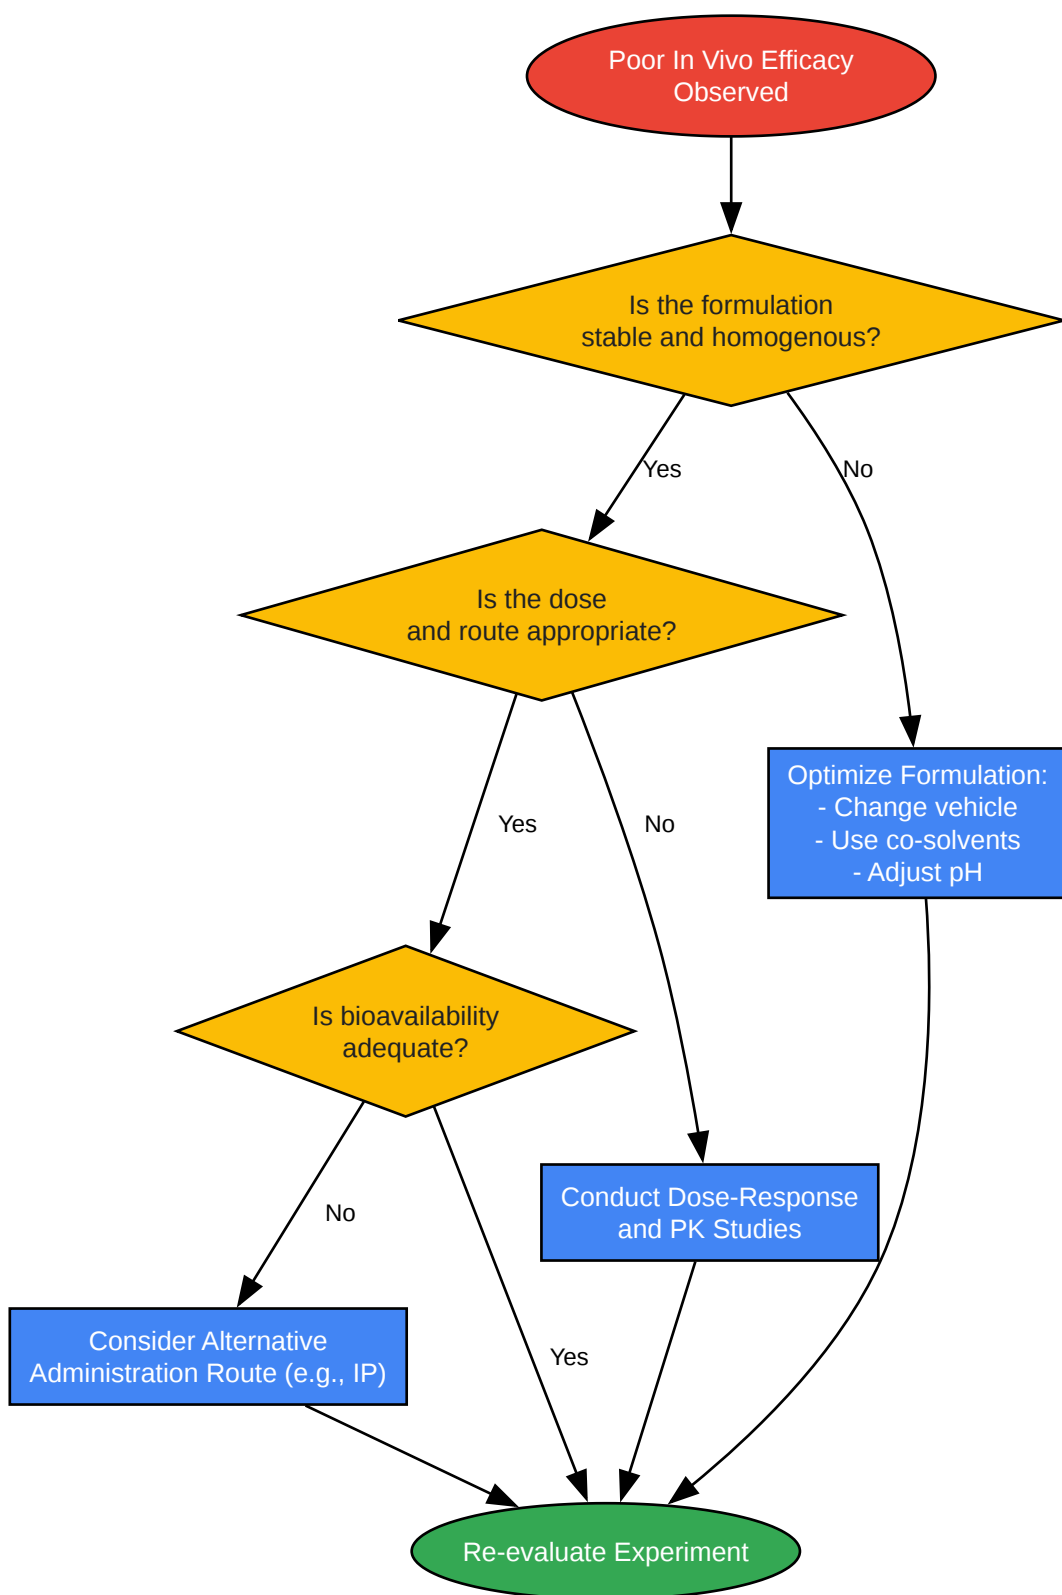 Poor In Vivo Efficacy
Observed
Is the formulation
stable and homogenous?
Yes
No
Is the dose
and route appropriate?
Optimize Formulation:
- Change vehicle
- Use co-solvents
- Adjust pH
Yes
No
Is bioavailability
adequate?
Conduct Dose-Response
and PK Studies
No
Consider Alternative
Administration Route (e.g., IP)
Yes
Re-evaluate Experiment